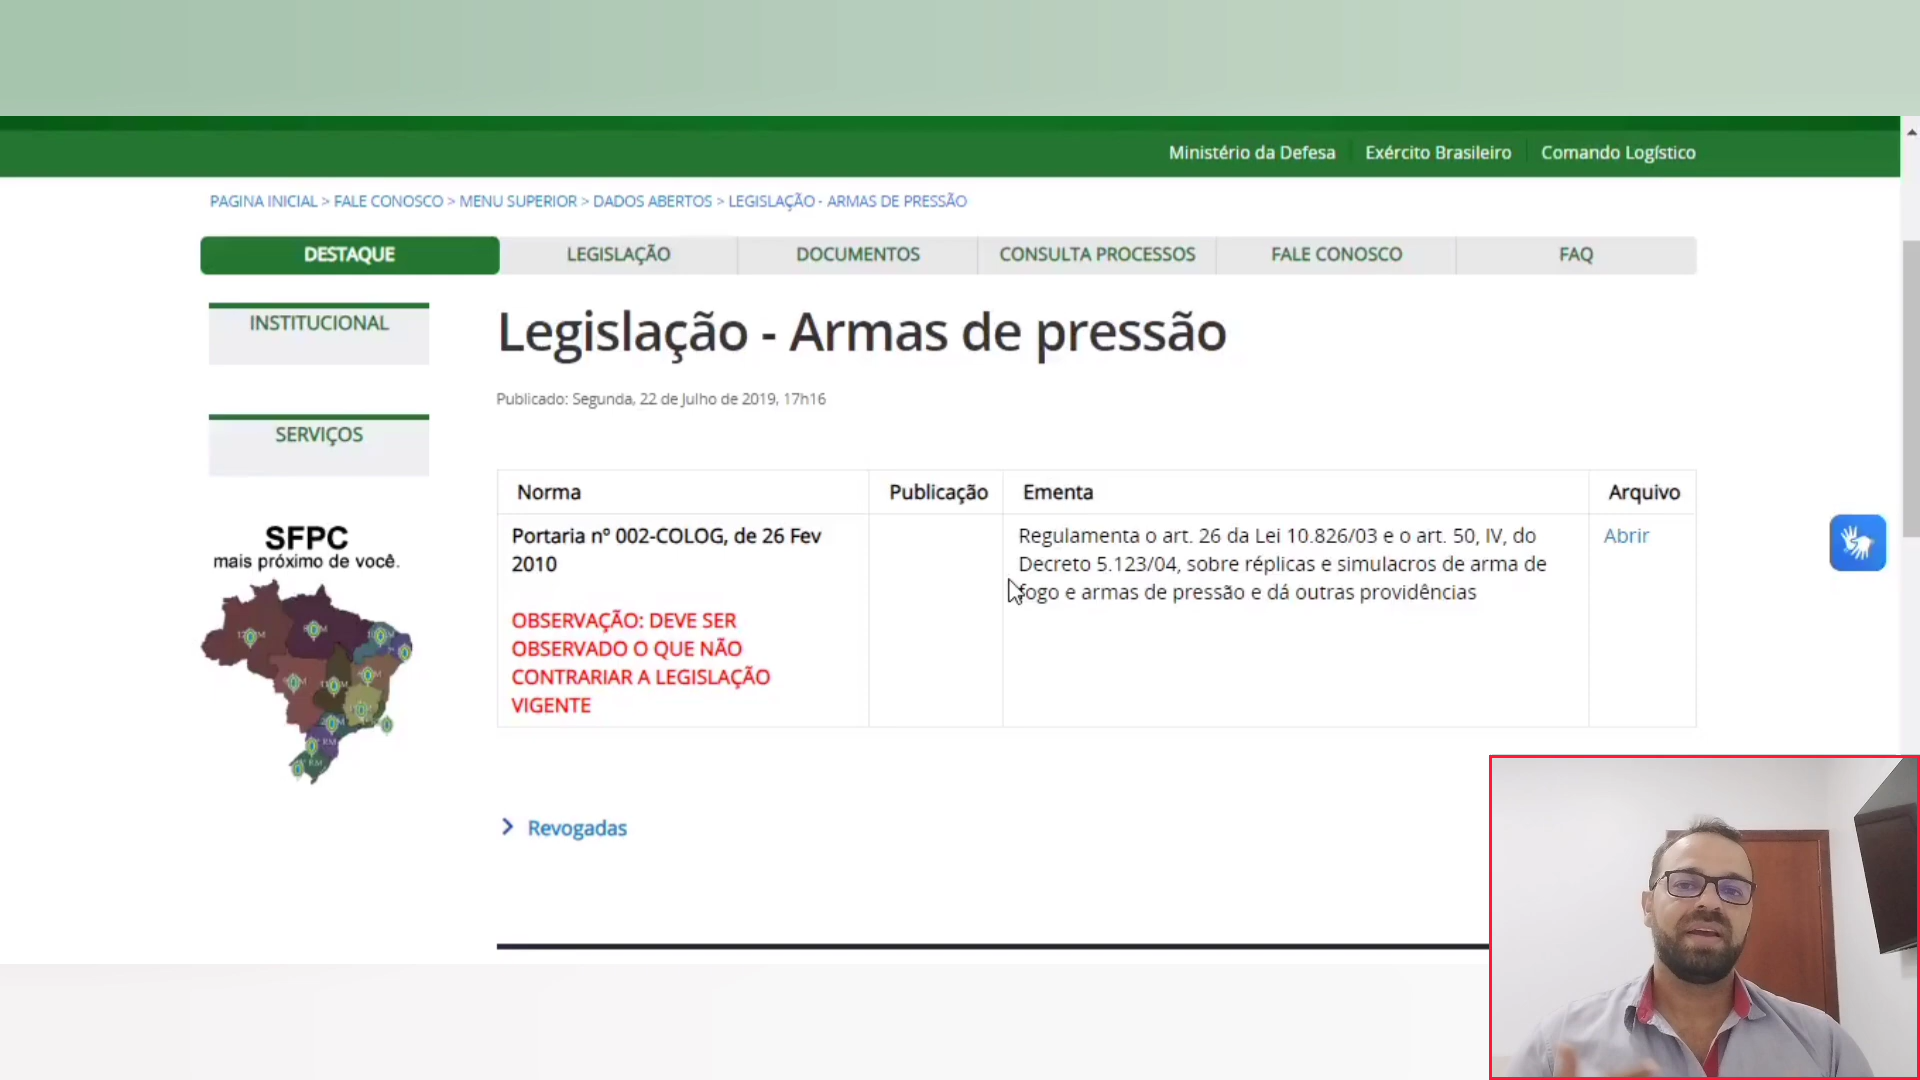 Ministério da Defesa Exército Brasileiro Comando Logístico
PAGINA INICIAL > FALE CONOSCO > MENU SUPERIOR > DADOS ABERTOS > LEGISLAÇÃO - ARMAS DE PRESSÃO
DESTAQUE LEGISLAÇÃO DOCUMENTOS CONSULTA PROCESSOS FALE CONOSCO FAQ
INSTITUCIONAL
SERVIÇOS
SFPC
mais próximo de você.
Legislação - Armas de pressão
Publicado: Segunda, 22 de Julho de 2019, 17h16
Norma Publicação Ementa Arquivo
Portaria nº 002-COLOG, de 26 Fev
2010
OBSERVAÇÃO: DEVE SER
OBSERVADO O QUE NÃO
CONTRARIAR A LEGISLAÇÃO
VIGENTE
Regulamenta o art. 26 da Lei 10.826/03 e o art. 50, IV, do
Decreto 5.123/04, sobre réplicas e simulacros de arma de
fogo e armas de pressão e dá outras providências
Abrir
Revogadas